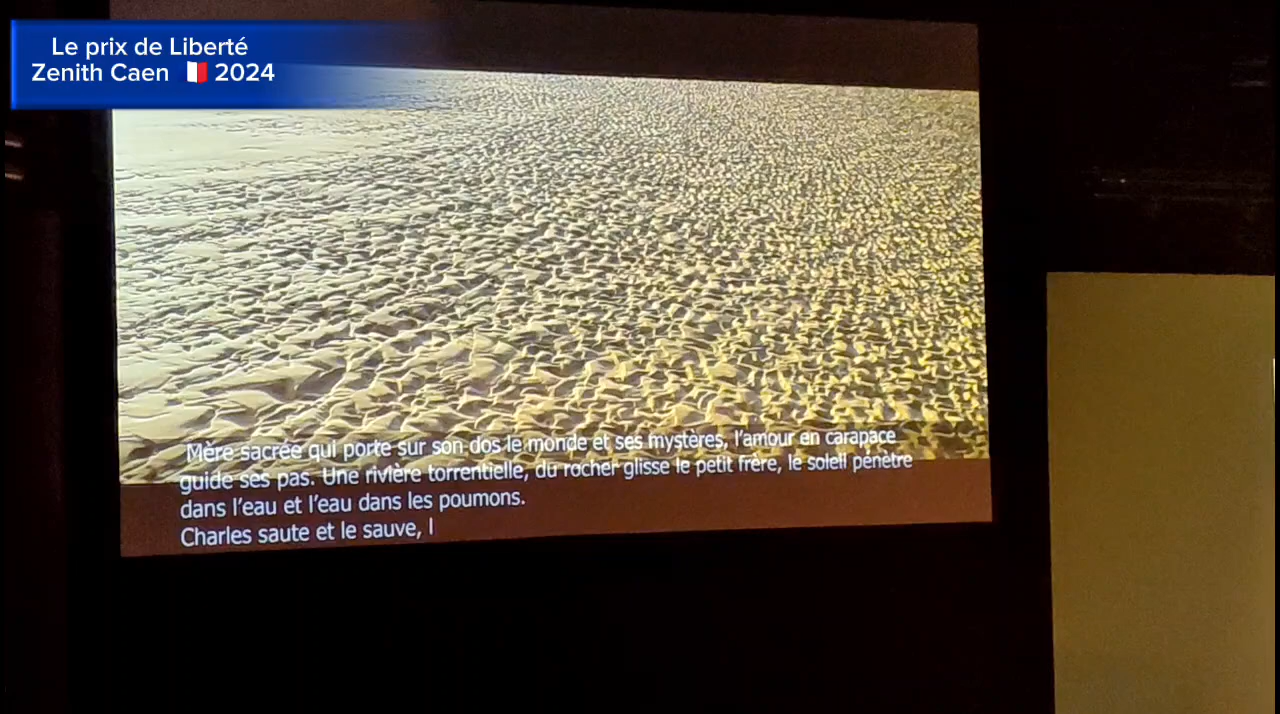 Le prix de Liberté
Zenith Caen 🇫🇷 2024
Mère sacrée qui porte sur son dos le monde et ses mystères, l'amour en carapace
guide ses pas. Une rivière torrentielle, du rocher glisse le petit frère, le soleil pénètre
dans l'eau et l'eau dans les poumons.
Charles saute et le sauve, l